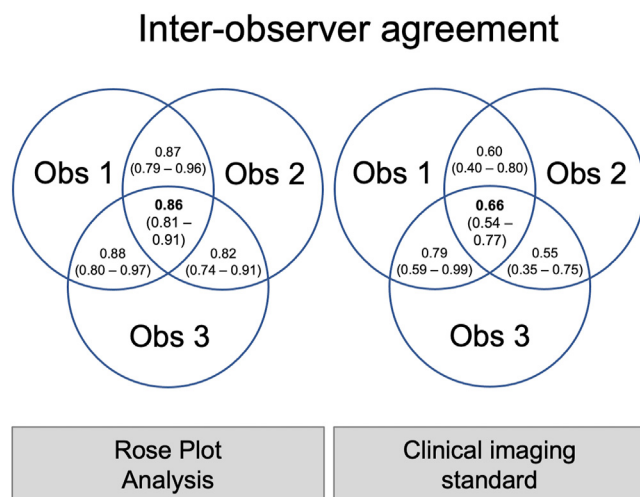 Inter-observer agreement
Obs 1
0.87
(0.79 – 0.96)
Obs 2
0.86
(0.81 –
0.91)
0.88
(0.80 – 0.97)
0.82
(0.74 – 0.91)
Obs 3
Rose Plot
Analysis
Obs 1
0.60
(0.40 – 0.80)
Obs 2
0.66
(0.54 –
0.77)
0.79
(0.59 – 0.99)
0.55
(0.35 – 0.75)
Obs 3
Clinical imaging
standard